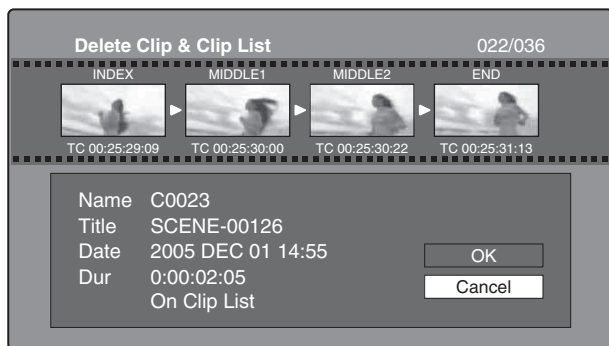 Delete Clip & Clip List 022/036
INDEX MIDDLE1 MIDDLE2 END
TC 00:25:29:09 TC 00:25:30:00 TC 00:25:30:22 TC 00:25:31:13
Name C0023
Title SCENE-00126
Date 2005 DEC 01 14:55
Dur 0:00:02:05
On Clip List
OK
Cancel